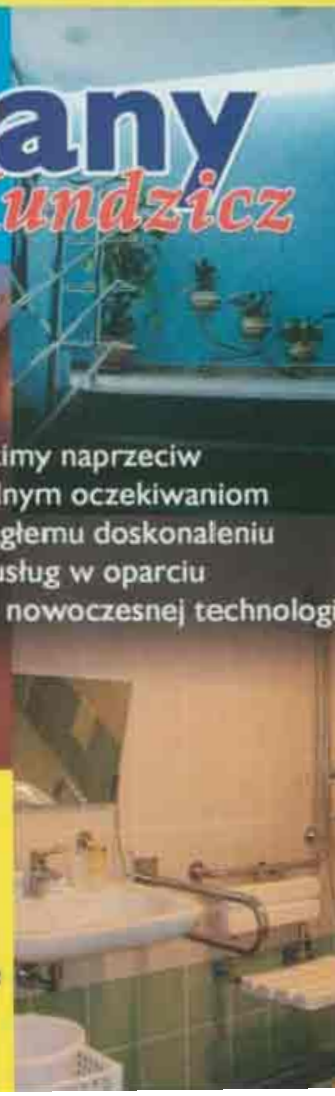 any
undzicz
imy naprzeciw
lnym oczekiwaniom
głemu doskonaleniu
usług w oparciu
nowoczesnej technologi